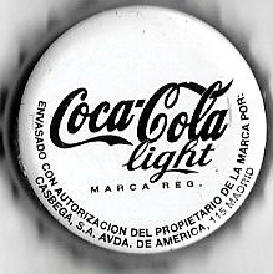 Coca-Cola
light
MARCA REG.
ENVASADO CON AUTORIZACION DEL PROPIETARIO DE LA MARCA POR:
CASBEGA, S.A. AVDA. DE AMERICA, 115 MADRID